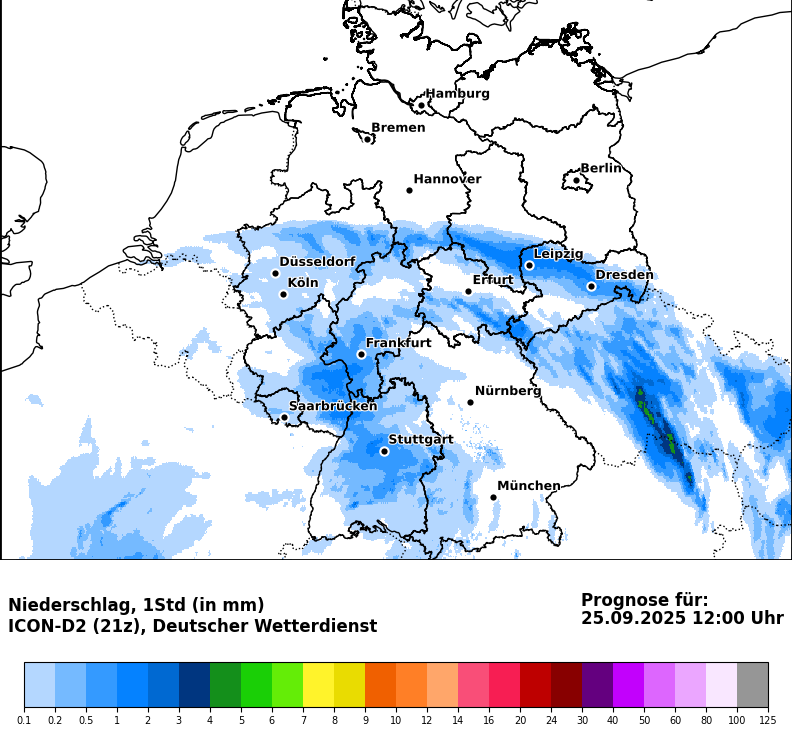 Hamburg
Bremen
Berlin
Hannover
Leipzig
Düsseldorf
Dresden
Köln
Erfurt
Frankfurt
Nürnberg
Saarbrücken
Stuttgart
München
Niederschlag, 1Std (in mm)
ICON-D2 (21z), Deutscher Wetterdienst
Prognose für:
25.09.2025 12:00 Uhr
0.1 0.2 0.5 1 2 3 4 5 6 7 8 9 10 12 14 16 20 24 30 40 50 60 80 100 125